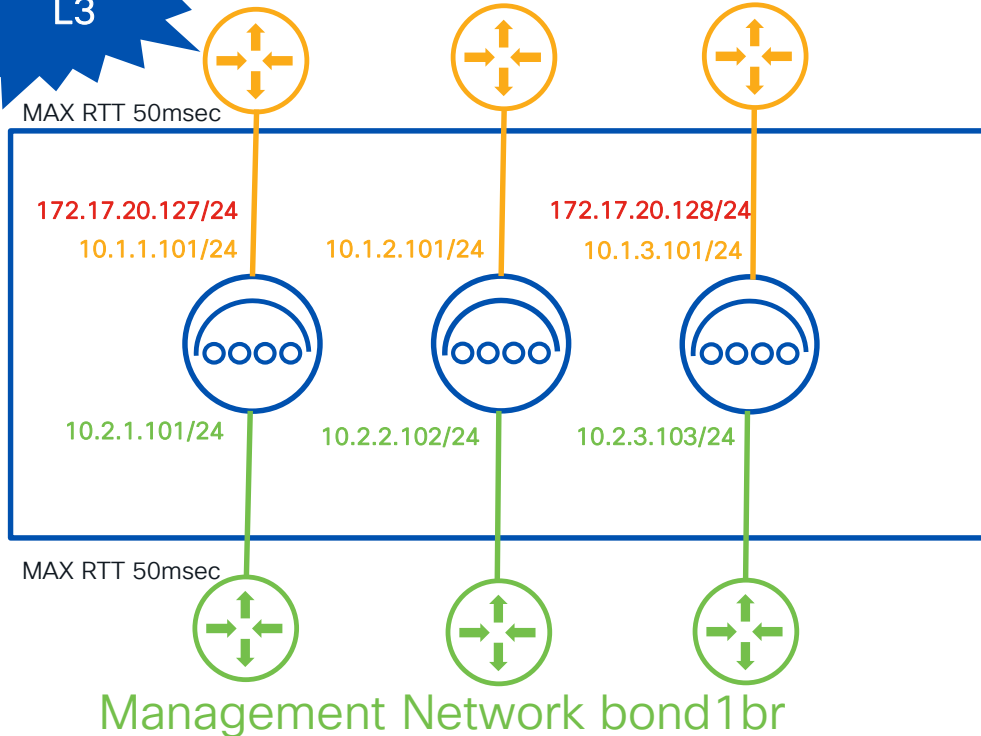 L3
MAX RTT 50msec
172.17.20.127/24
172.17.20.128/24
10.1.1.101/24
10.1.2.101/24
10.1.3.101/24
10.2.1.101/24
10.2.2.102/24
10.2.3.103/24
MAX RTT 50msec
Management Network bond1br